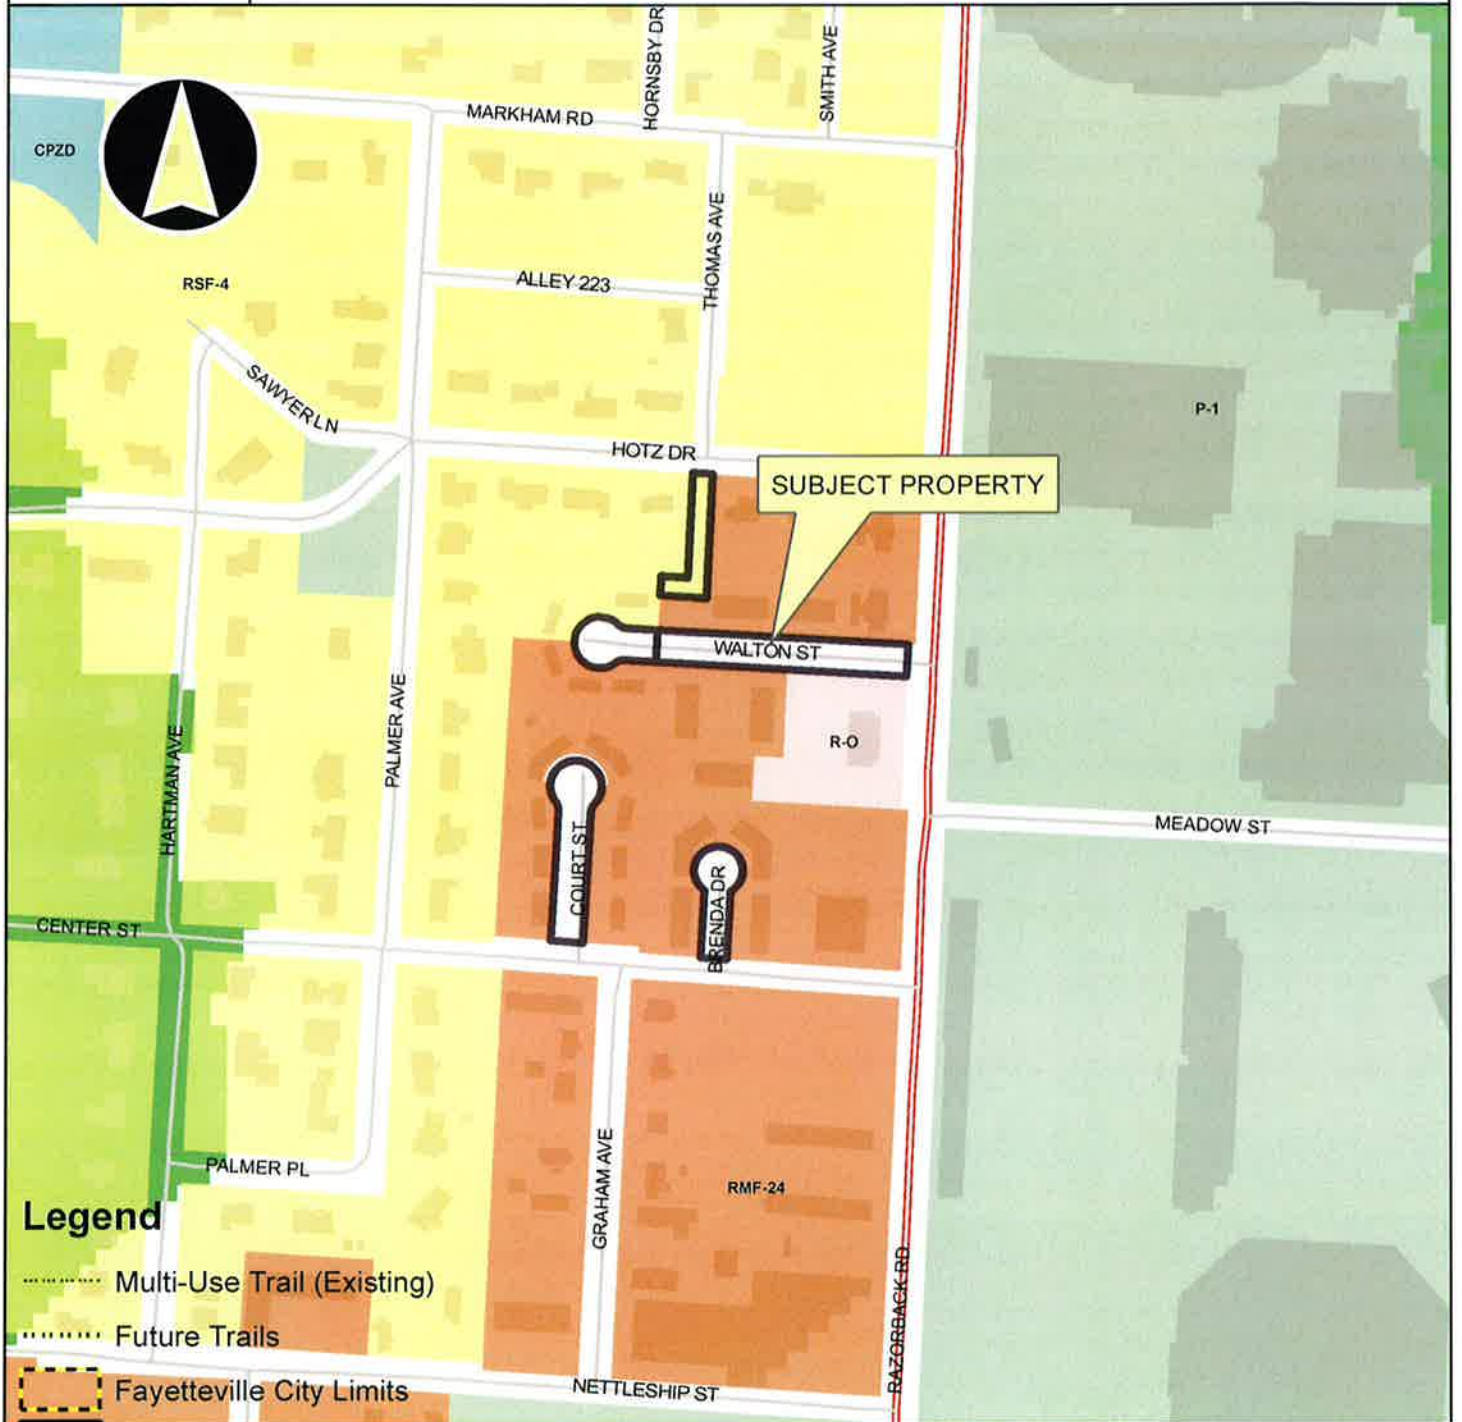 HORNSBY DR
SMITH AVE
MARKHAM RD
CPZD
THOMAS AVE
RSF-4
ALLEY 223
SAWYER LN
P-1
HOTZ DR
SUBJECT PROPERTY
WALTON ST
PALMER AVE
HARTMAN AVE
R-O
MEADOW ST
COURT ST
BRENDA DR
CENTER ST
PALMER PL
GRAHAM AVE
RMF-24
RAZORBACK RD
Legend
Multi-Use Trail (Existing)
Future Trails
Fayetteville City Limits
NETTLESHIP ST